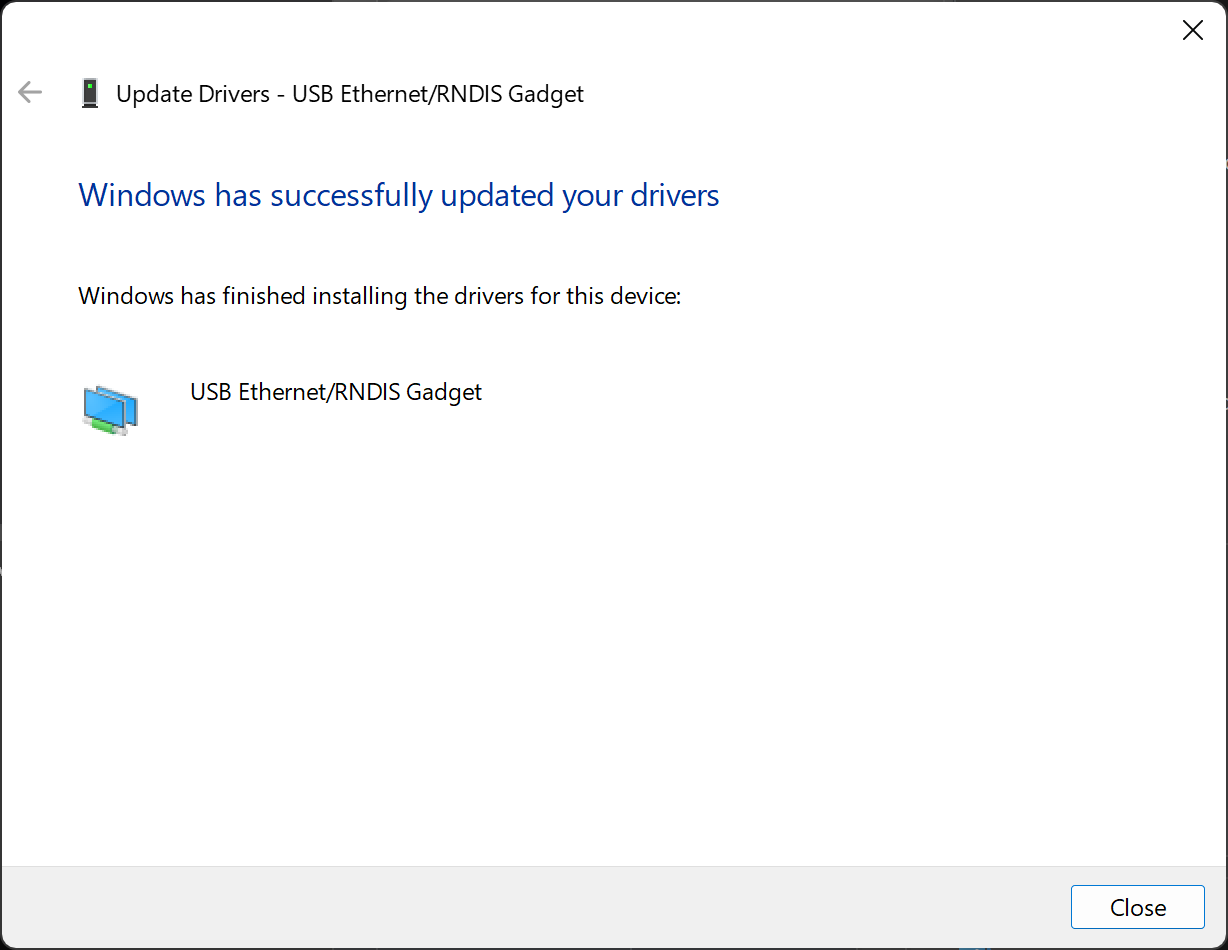 Update Drivers - USB Ethernet/RNDIS Gadget
Windows has successfully updated your drivers
Windows has finished installing the drivers for this device:
USB Ethernet/RNDIS Gadget
Close